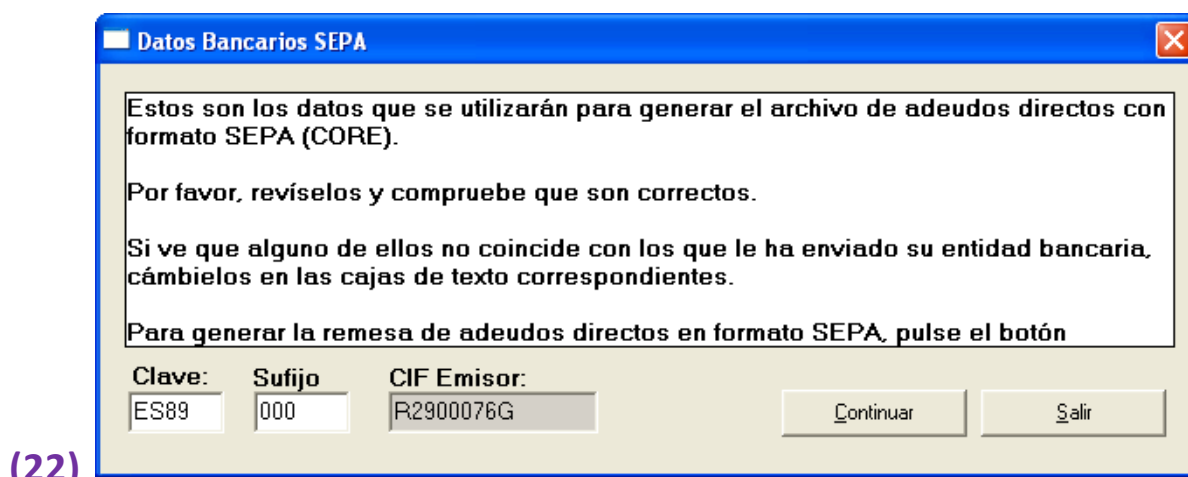 Datos Bancarios SEPA
Estos son los datos que se utilizarán para generar el archivo de adeudos directos con
formato SEPA (CORE).
Por favor, revíselos y compruebe que son correctos.
Si ve que alguno de ellos no coincide con los que le ha enviado su entidad bancaria,
cámbielos en las cajas de texto correspondientes.
Para generar la remesa de adeudos directos en formato SEPA, pulse el botón
Clave: Sufijo CIF Emisor:
ES89 000 R2900076G Continuar Salir
(22)